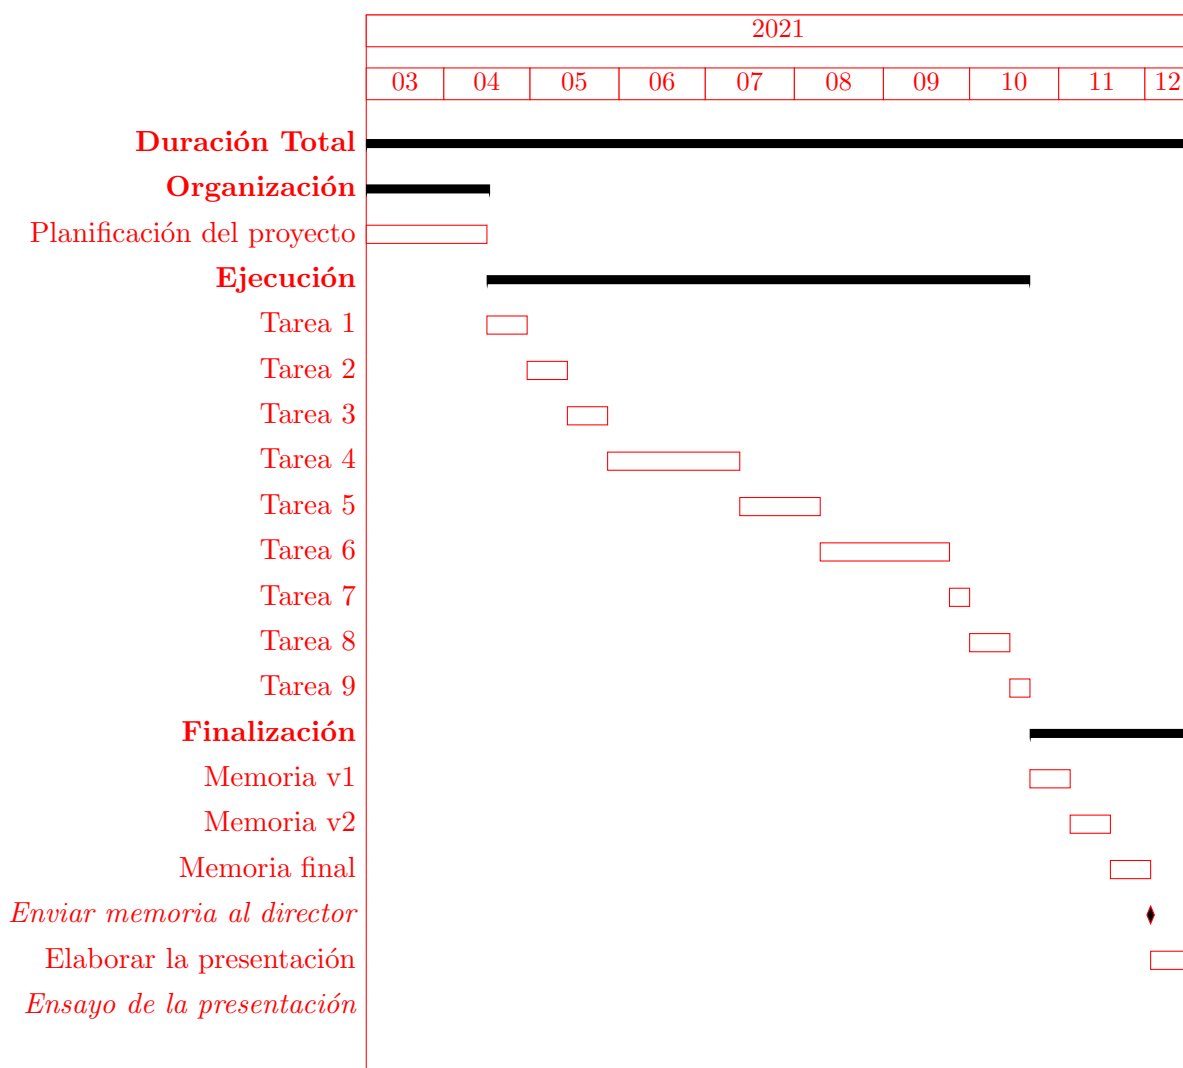 2021
03 04 05 06 07 08 09 10 11 12
Duración Total
Organización
Planificación del proyecto
Ejecución
Tarea 1
Tarea 2
Tarea 3
Tarea 4
Tarea 5
Tarea 6
Tarea 7
Tarea 8
Tarea 9
Finalización
Memoria v1
Memoria v2
Memoria final
Enviar memoria al director
Elaborar la presentación
Ensayo de la presentación